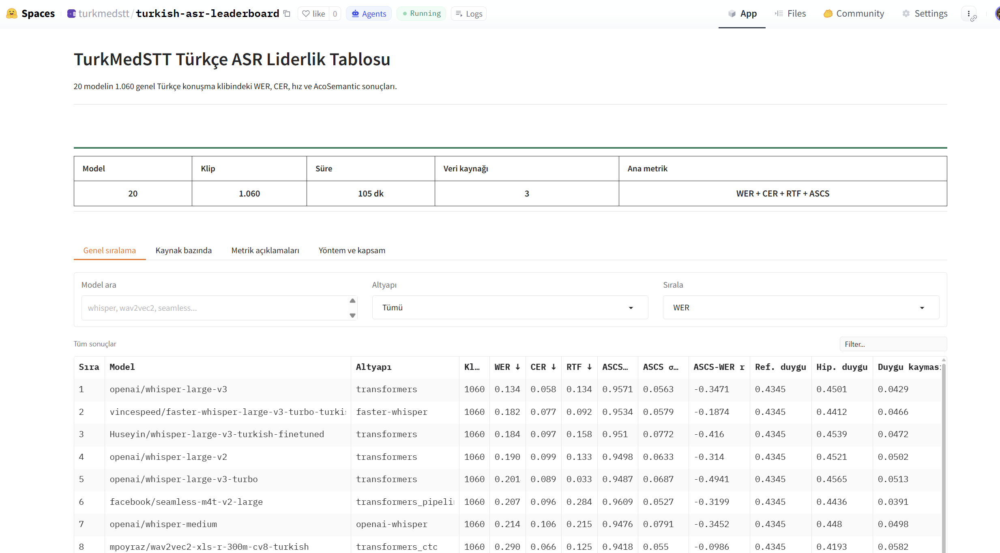 Spaces turkmedstt/turkish-asr-leaderboard like 0 Agents Running Logs App Files Community Settings
TurkMedSTT Türkçe ASR Liderlik Tablosu
20 modelin 1.060 genel Türkçe konuşma klibindeki WER, CER, hız ve AcoSemantic sonuçları.
Model Klip Süre Veri kaynağı Ana metrik
20 1.060 105 dk 3 WER + CER + RTF + ASCS
Genel sıralama Kaynak bazında Metrik açıklamaları Yöntem ve kapsam
Model ara Altyapı Sırala
whisper, wav2vec2, seamless... Tümü WER
Tüm sonuçlar Filter...
Sıra Model Altyapı Kl… WER ↓ CER ↓ RTF ↓ ASCS… ASCS σ… ASCS-WER r Ref. duygu Hip. duygu Duygu kayması
1 openai/whisper-large-v3 transformers 1060 0.134 0.058 0.134 0.9571 0.0563 -0.3471 0.4345 0.4501 0.0429
2 vincespeed/faster-whisper-large-v3-turbo-turkis faster-whisper 1060 0.182 0.077 0.092 0.9534 0.0579 -0.1874 0.4345 0.4412 0.0466
3 Huseyin/whisper-large-v3-turkish-finetuned transformers 1060 0.184 0.097 0.158 0.951 0.0772 -0.416 0.4345 0.4539 0.0472
4 openai/whisper-large-v2 transformers 1060 0.190 0.099 0.133 0.9498 0.0633 -0.314 0.4345 0.4521 0.0502
5 openai/whisper-large-v3-turbo transformers 1060 0.201 0.089 0.033 0.9487 0.0687 -0.4941 0.4345 0.4565 0.0513
6 facebook/seamless-m4t-v2-large transformers_pipelin 1060 0.207 0.096 0.284 0.9609 0.0527 -0.3199 0.4345 0.4436 0.0391
7 openai/whisper-medium openai-whisper 1060 0.214 0.106 0.215 0.9476 0.0791 -0.3452 0.4345 0.448 0.0498
8 mpoyraz/wav2vec2-xls-r-300m-cv8-turkish transformers_ctc 1060 0.290 0.066 0.125 0.9418 0.055 -0.0986 0.4345 0.4193 0.0582